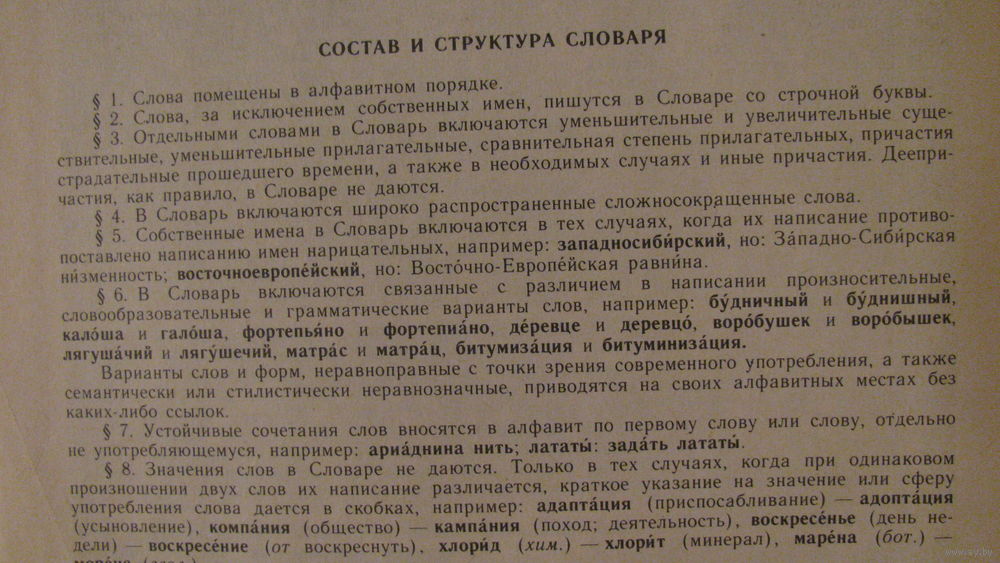 СОСТАВ И СТРУКТУРА СЛОВАРЯ
§ 1. Слова помещены в алфавитном порядке.
§ 2. Слова, за исключением собственных имен, пишутся в Словаре со строчной буквы.
§ 3. Отдельными словами в Словарь включаются уменьшительные и увеличительные суще-
ствительные, уменьшительные прилагательные, сравнительная степень прилагательных, причастия
страдательные прошедшего времени, а также в необходимых случаях и иные причастия. Деепри-
частия, как правило, в Словаре не даются.
§ 4. В Словарь включаются широко распространенные сложносокращенные слова.
§ 5. Собственные имена в Словарь включаются в тех случаях, когда их написание противо-
поставлено написанию имен нарицательных, например: западносиби́рский, но: За́падно-Сиби́рская
ни́зменность; восточноевропе́йский, но: Восто́чно-Европе́йская равни́на.
§ 6. В Словарь включаются связанные с различием в написании произносительные,
словообразовательные и грамматические варианты слов, например: бу́дничный и бу́днишный,
кало́ша и гало́ша, фортепья́но и фортепиа́но, де́ревце и деревцо́, воро́бушек и воро́бышек,
лягуша́чий и лягу́шечий, матра́с и матра́ц, битумиза́ция и битуминиза́ция.
Варианты слов и форм, неравноправные с точки зрения современного употребления, а также
семантически или стилистически неравнозначные, приводятся на своих алфавитных местах без
каких-либо ссылок.
§ 7. Устойчивые сочетания слов вносятся в алфавит по первому слову или слову, отдельно
не употребляющемуся, например: ариа́днина нить; лататы́: зада́ть лататы́.
§ 8. Значения слов в Словаре не даются. Только в тех случаях, когда при одинаковом
произношении двух слов их написание различается, краткое указание на значение или сферу
употребления слова дается в скобках, например: адапта́ция (приспосабливание) — адопта́ция
(усыновление), компа́ния (общество) — кампа́ния (поход; деятельность), воскресе́нье (день не-
дели) — воскресе́ние (от воскреснуть), хлори́д (хим.) — хлори́т (минерал), маре́на (бот.) —
www.ay.by